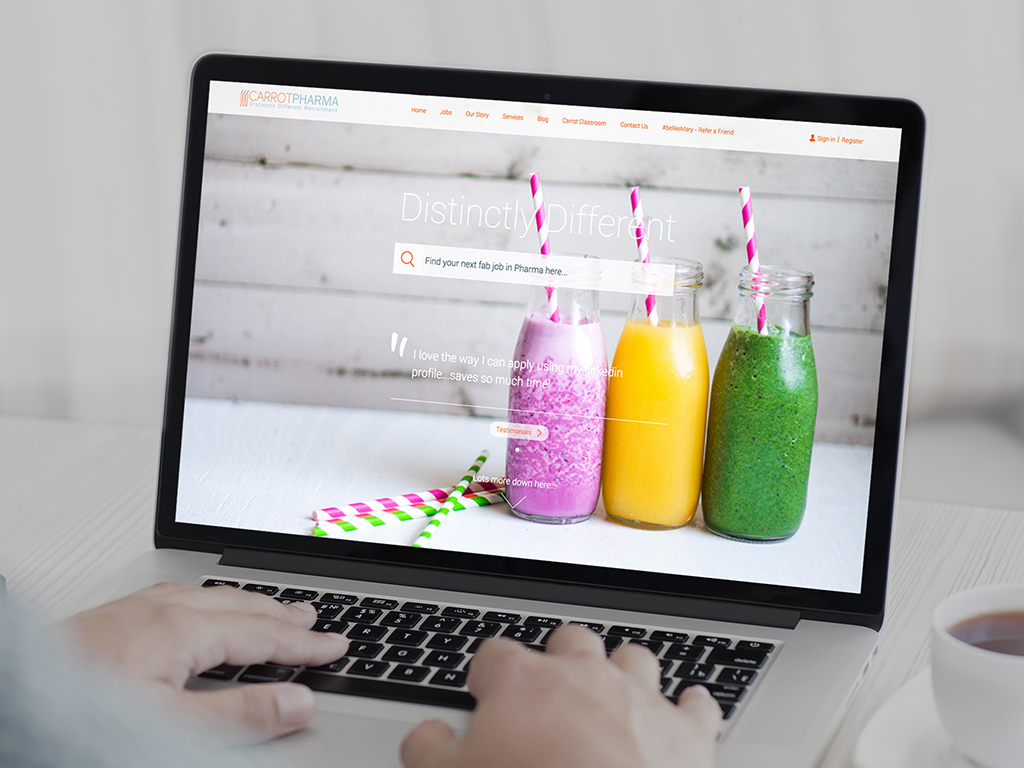 CARROTPHARMA
Distinctly Different Recruitment
Home Jobs Our Story Services Blog Carrot Classroom Contact Us #belikeMary - Refer a Friend
Sign in | Register
Distinctly Different
Find your next fab job in Pharma here...
"I love the way I can apply using my linkedin
profile...saves so much time!
Testimonials >
Lots more down here